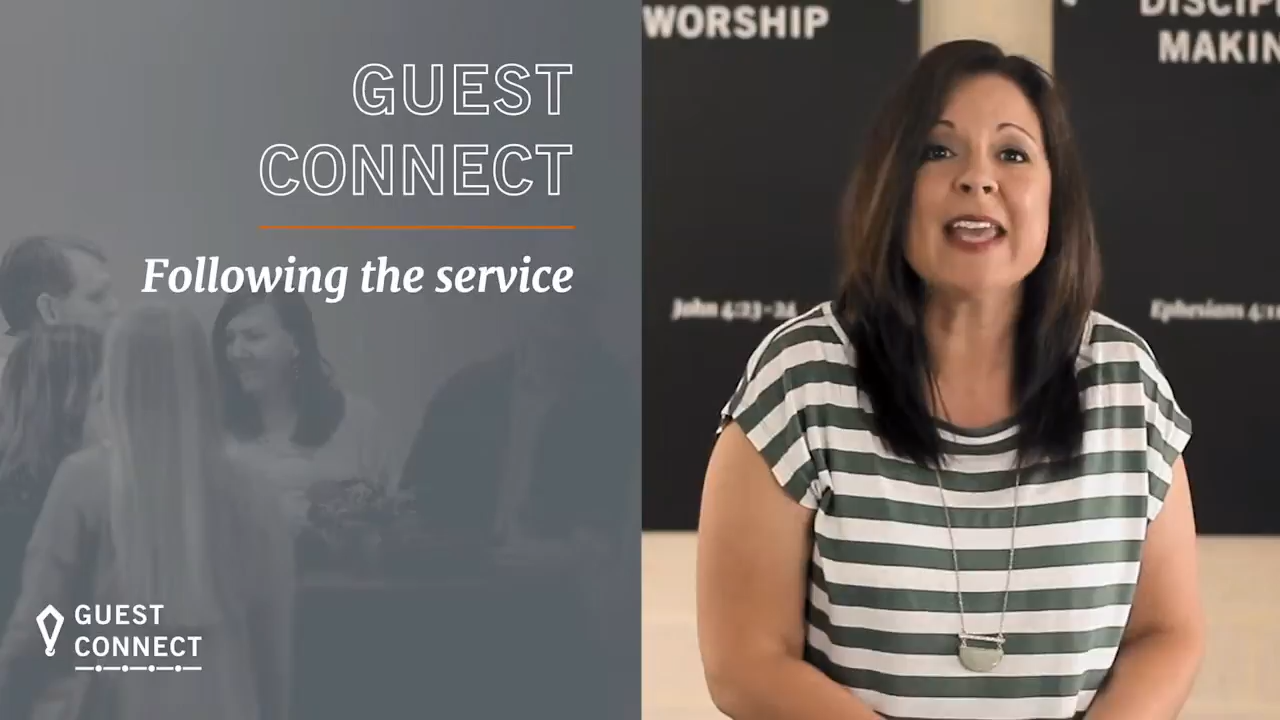 GUEST
CONNECT
Following the service
GUEST
CONNECT
WORSHIP
John 4:23-24
MAKIN